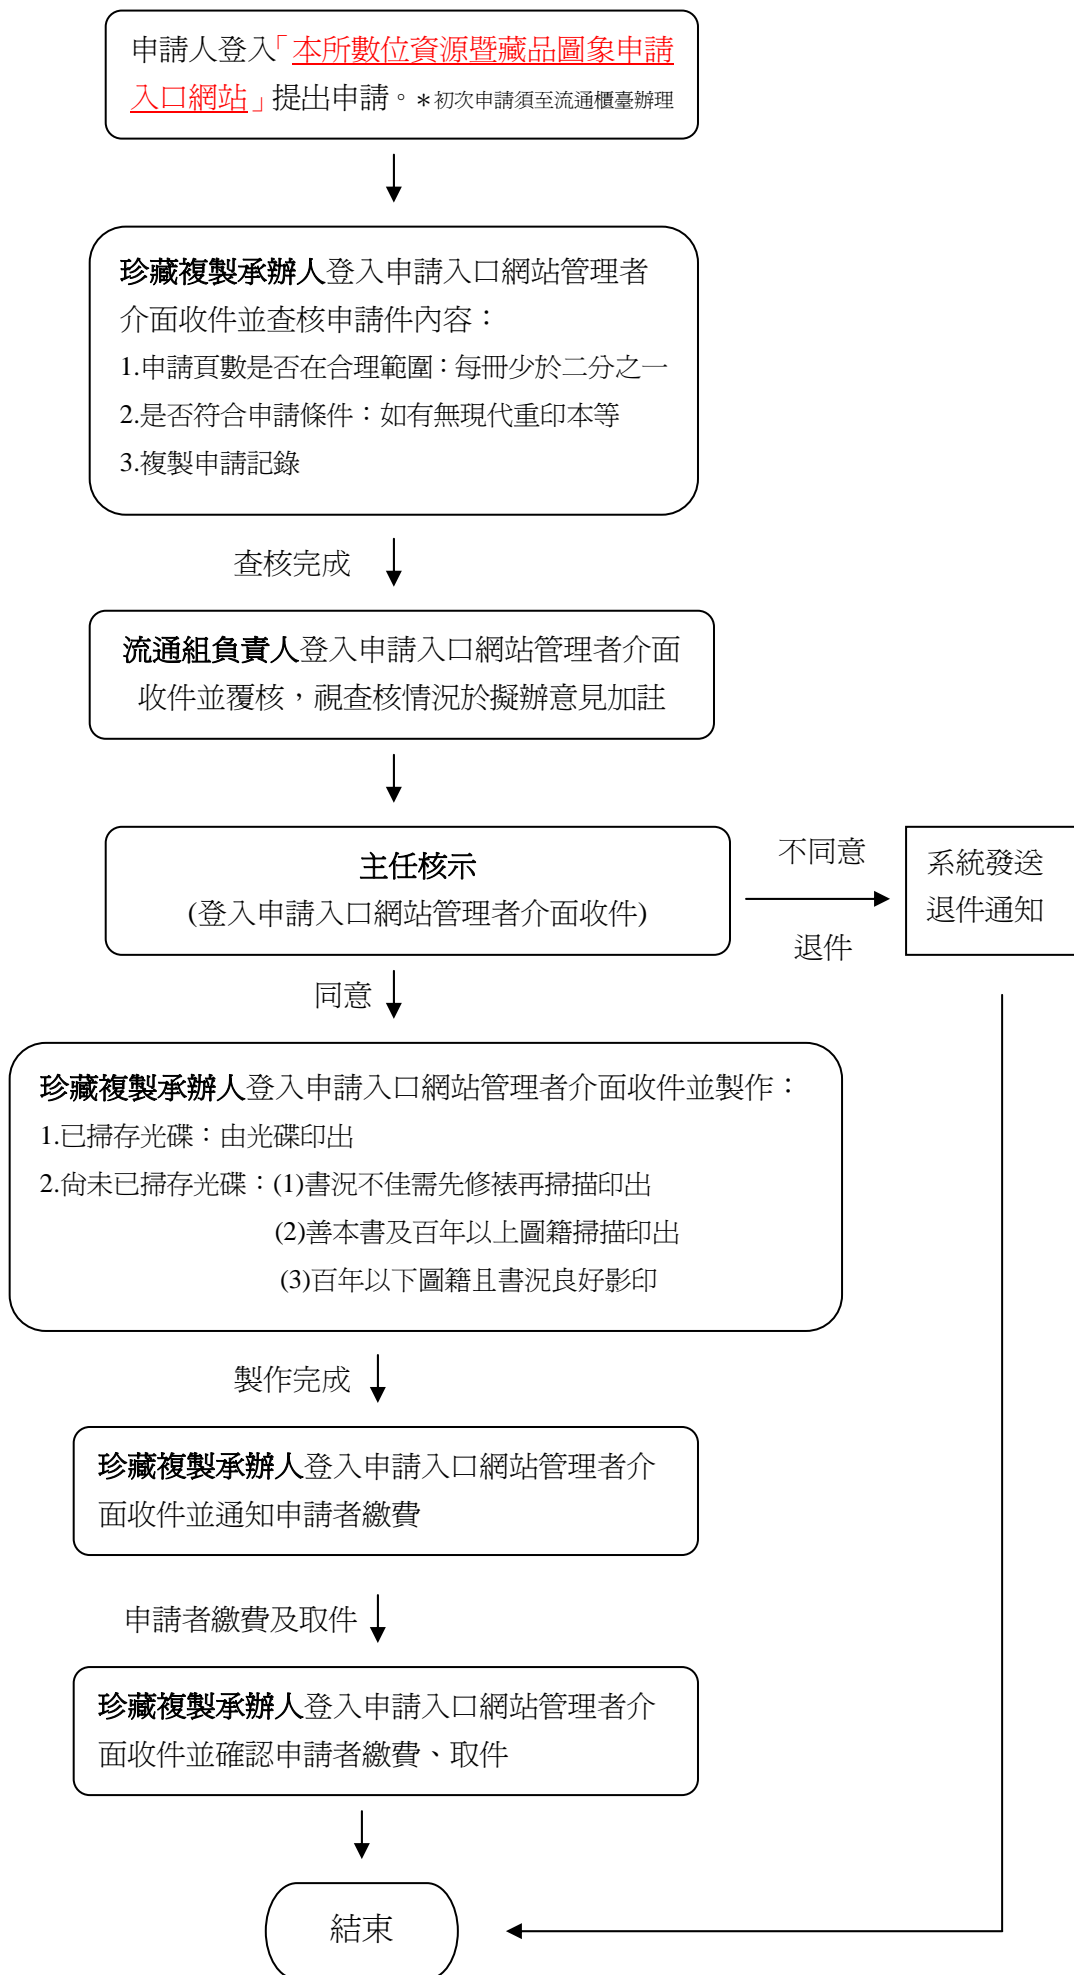 申請人登入「本所數位資源暨藏品圖象申請
入口網站」提出申請。＊初次申請須至流通櫃臺辦理
珍藏複製承辦人登入申請入口網站管理者
介面收件並查核申請件內容：
1.申請頁數是否在合理範圍：每冊少於二分之一
2.是否符合申請條件：如有無現代重印本等
3.複製申請記錄
查核完成
流通組負責人登入申請入口網站管理者介面
收件並覆核，視查核情況於擬辦意見加註
主任核示
(登入申請入口網站管理者介面收件)
不同意
退件
系統發送
退件通知
同意
珍藏複製承辦人登入申請入口網站管理者介面收件並製作：
1.已掃存光碟：由光碟印出
2.尚未已掃存光碟：(1)書況不佳需先修裱再掃描印出
(2)善本書及百年以上圖籍掃描印出
(3)百年以下圖籍且書況良好影印
製作完成
珍藏複製承辦人登入申請入口網站管理者介
面收件並通知申請者繳費
申請者繳費及取件
珍藏複製承辦人登入申請入口網站管理者介
面收件並確認申請者繳費、取件
結束